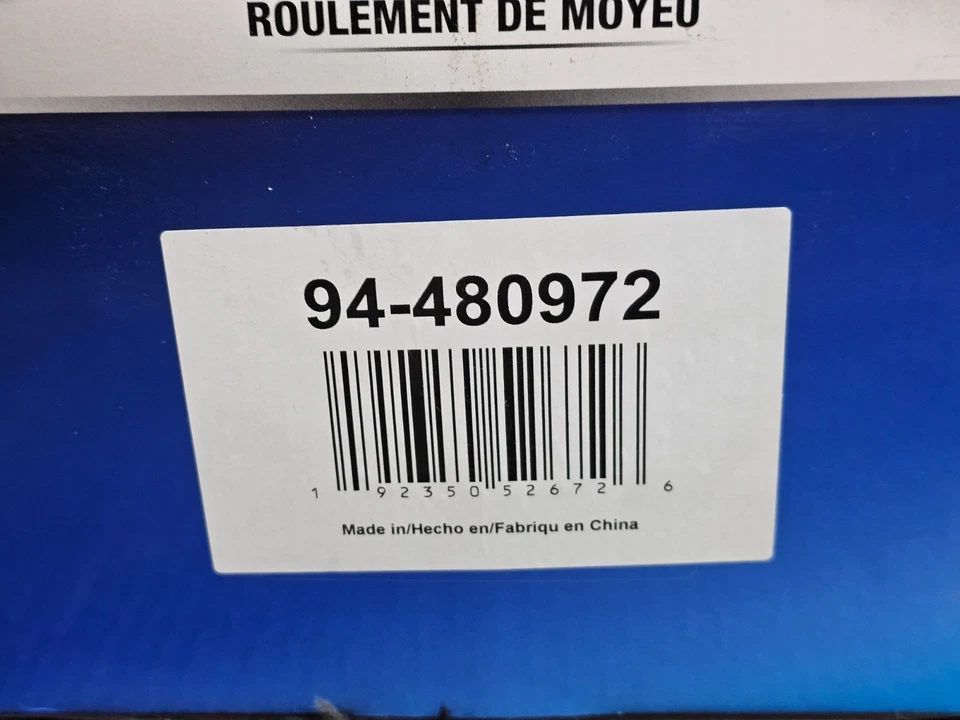 ROULEMENT DE MOYEU
94-480972
1 92350 52672 6
Made in/Hecho en/Fabriqu en China